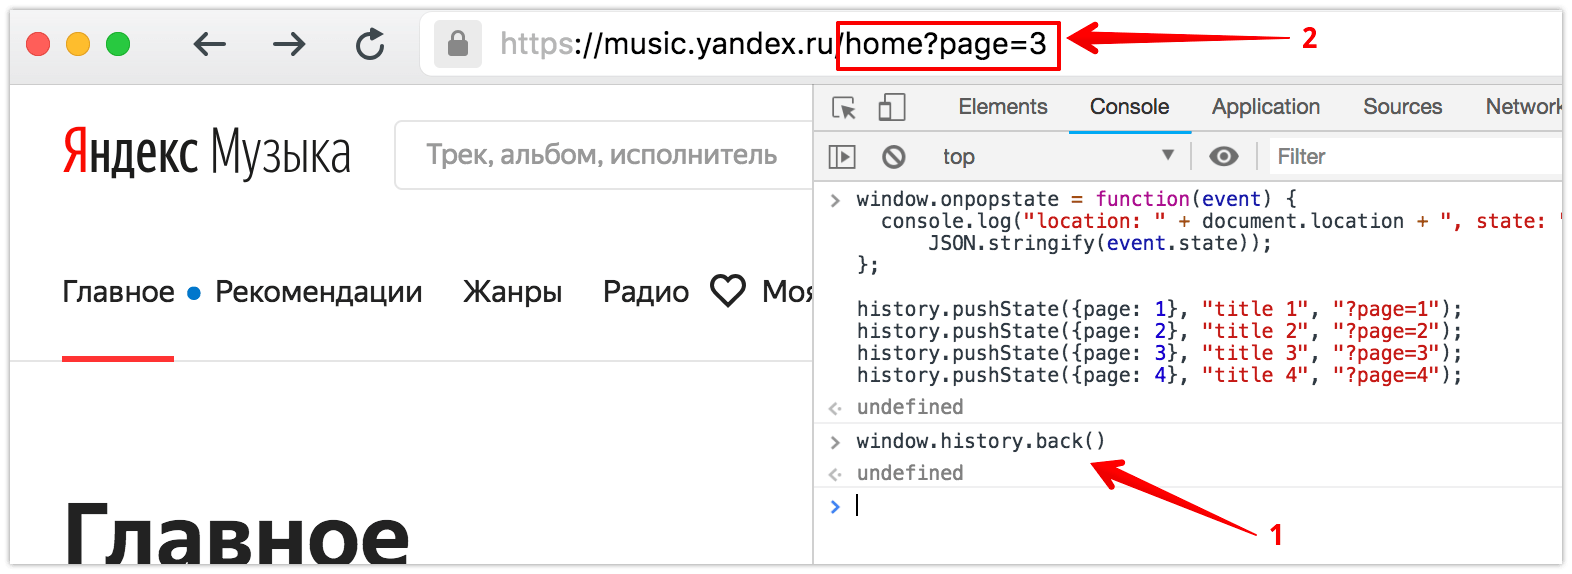 https://music.yandex.ru/home?page=3
2
Elements Console Application Sources Network
Яндекс Музыка
Трек, альбом, исполнитель
top
Filter
window.onpopstate = function(event) {
console.log("location: " + document.location + ", state: "
JSON.stringify(event.state));
};
Главное Рекомендации Жанры Радио Моя
history.pushState({page: 1}, "title 1", "?page=1");
history.pushState({page: 2}, "title 2", "?page=2");
history.pushState({page: 3}, "title 3", "?page=3");
history.pushState({page: 4}, "title 4", "?page=4");
undefined
window.history.back()
undefined
1
Главное